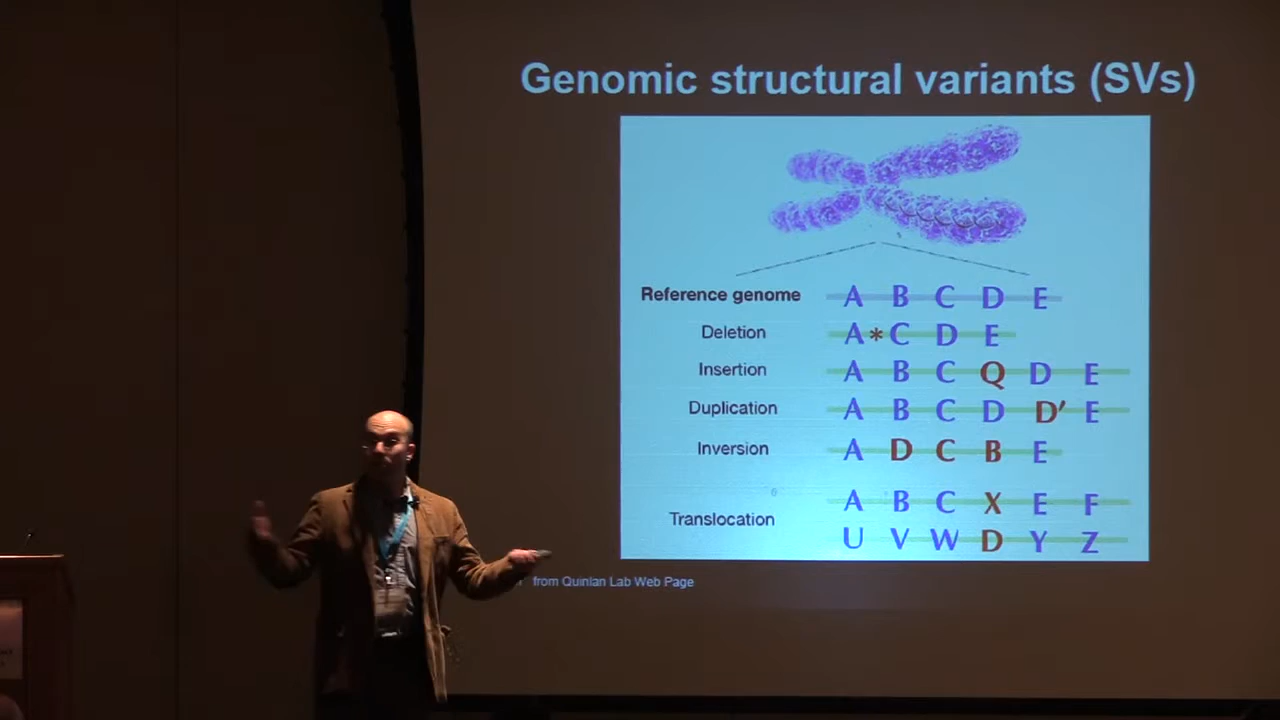 Genomic structural variants (SVs)
Reference genome A B C D E
Deletion A * C D E
Insertion A B C Q D E
Duplication A B C D D′ E
Inversion A D C B E
Translocation A B C X E F
U V W D Y Z
from Quinlan Lab Web Page